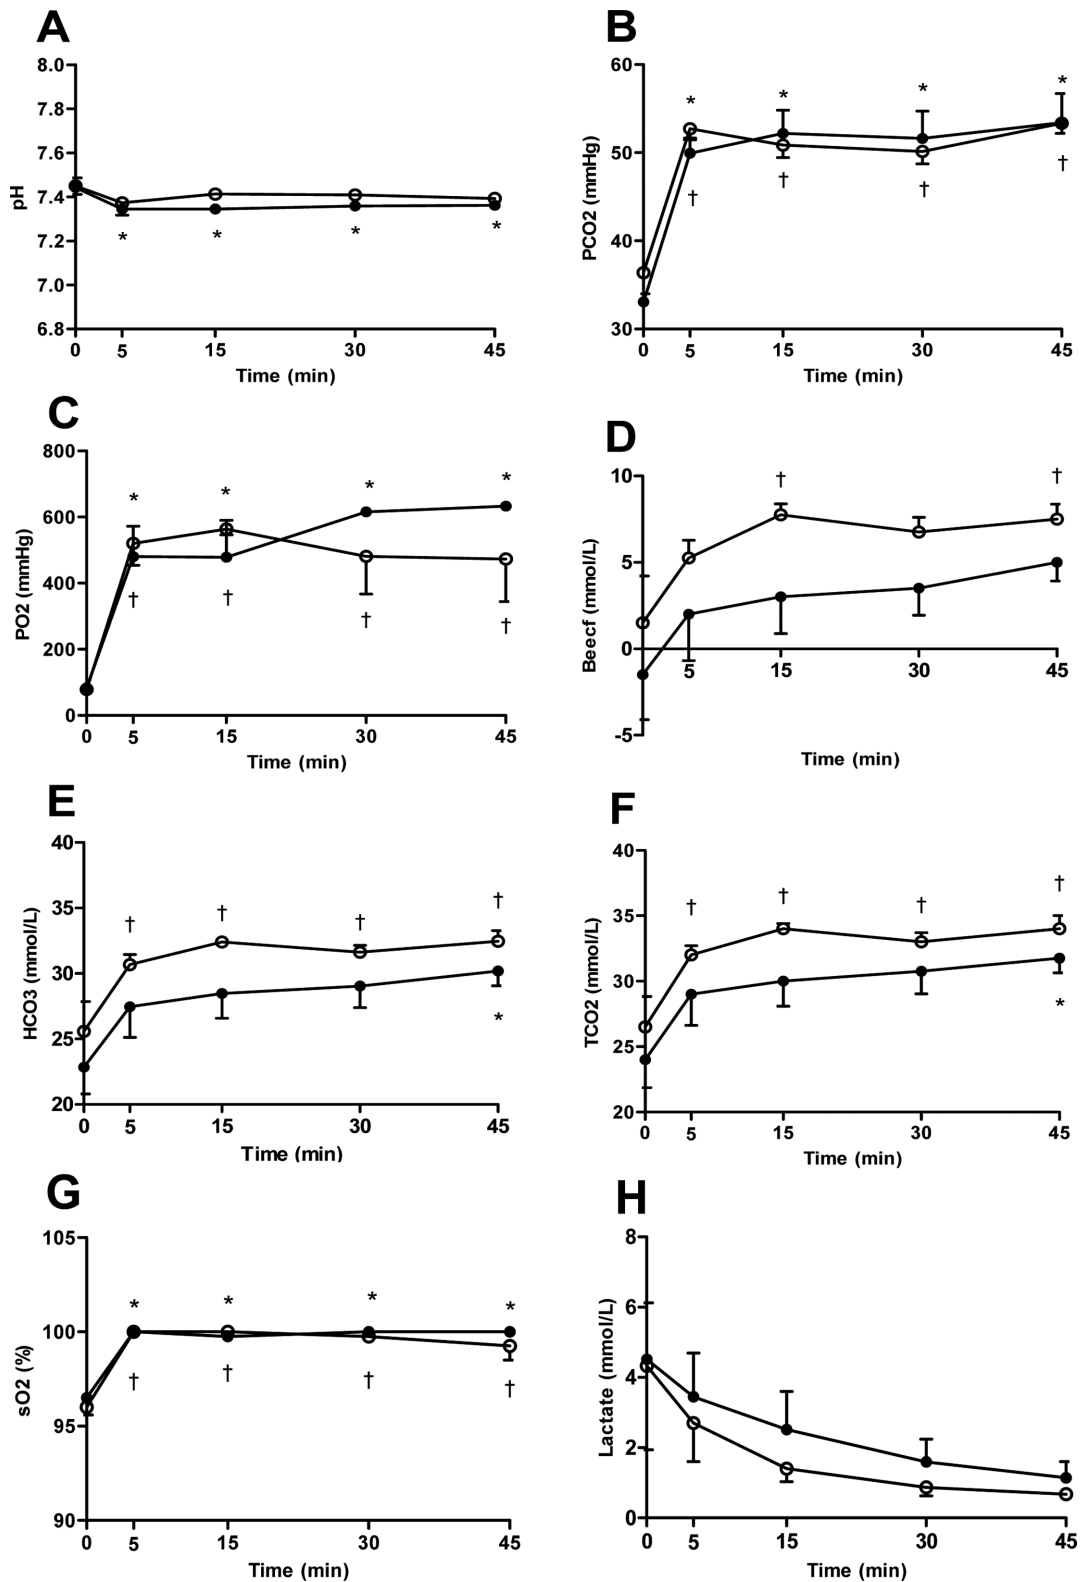 A
8.0
7.8
7.6
7.4
7.2
7.0
6.8
pH
* * * *
0 5 15 30 45
Time (min)
B
60
50
40
30
PCO2 (mmHg)
* * * *
† † † †
0 5 15 30 45
Time (min)
C
800
600
400
200
0
PO2 (mmHg)
* * * *
† † † †
0 5 15 30 45
Time (min)
D
10
5
0
-5
Beecf (mmol/L)
† †
5 15 30 45
Time (min)
E
40
35
30
25
20
HCO3 (mmol/L)
† † † †
*
0 5 15 30 45
Time (min)
F
40
35
30
25
20
TCO2 (mmol/L)
† † † †
*
0 5 15 30 45
Time (min)
G
105
100
95
90
sO2 (%)
* * * *
† † † †
0 5 15 30 45
Time (min)
H
8
6
4
2
0
Lactate (mmol/L)
0 5 15 30 45
Time (min)